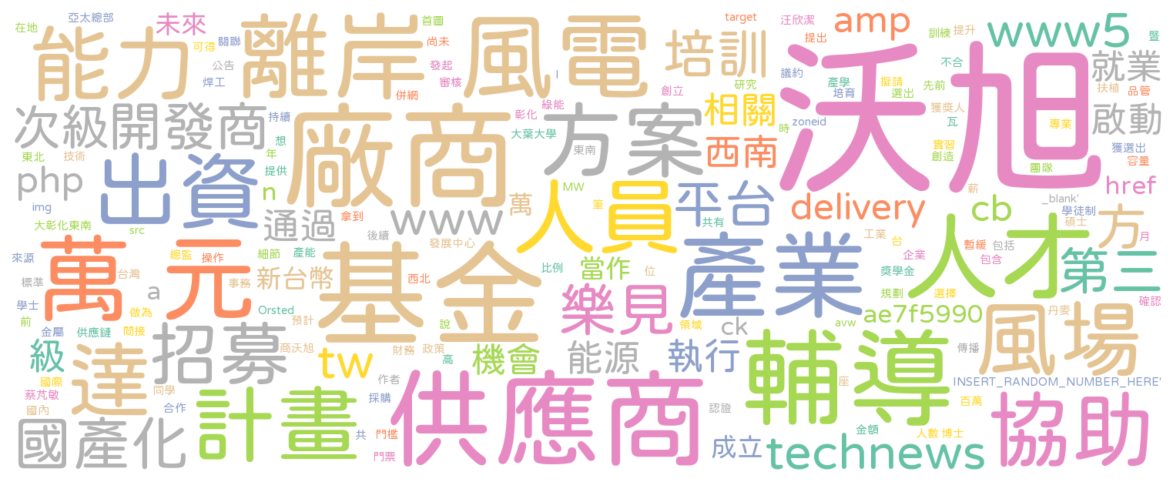 在地
亞太總部
未來
可得
首圖
能力
離岸
風電
閤聯
尚未
公告
發起
焊工
審核
併網
培訓
target
汪欣潔
提出
amp
www5
訓練
提升
暨
議約
產學
擬請
先前
不合
就業
扶植
l
研究
培育
選出
獲獎人
品管
次級開發商
持續
創立
綠能
彰化
相關
沃旭
zoneid
瓦
專業
啟動
廠商
方案
大葉大學
時
實習
獲選出
想
東北
技術
年
提供
東南
西南
創造
團隊
容量
php
出資
n
MW
人員
平台
薪
_blank'
href
img
萬
筆
共有
delivery
cb
學徒制
碩士
方
大彰化東南
src
拿到
通過
www
後續
發展中心
工業
台
暫緩
包括
月
來源
總監
操作
細節
產能
西北
比例
位
企業
包含
第三
萬元
台灣
新台幣
基金
當作
產業
人才
標準
a
獎學金
確認
學士
做為
事務
Orsted
樂見
規劃
選擇
丹麥
前
金屬
供應鏈
間接
預計
說
領域
ck
avw
ae7f5990
級
達
招募
商沃旭
tw
財務
政策
高
機會
能源
執行
輔導
傳播
風場
國際
同學
蔡芃敏
作者
座
INSERT_RANDOM_NUMBER_HERE'
國內
合作
採購
認證
百萬
國產化
計畫
共
門檻
門票
供應商
成立
金額
人數
博士
technews
協助